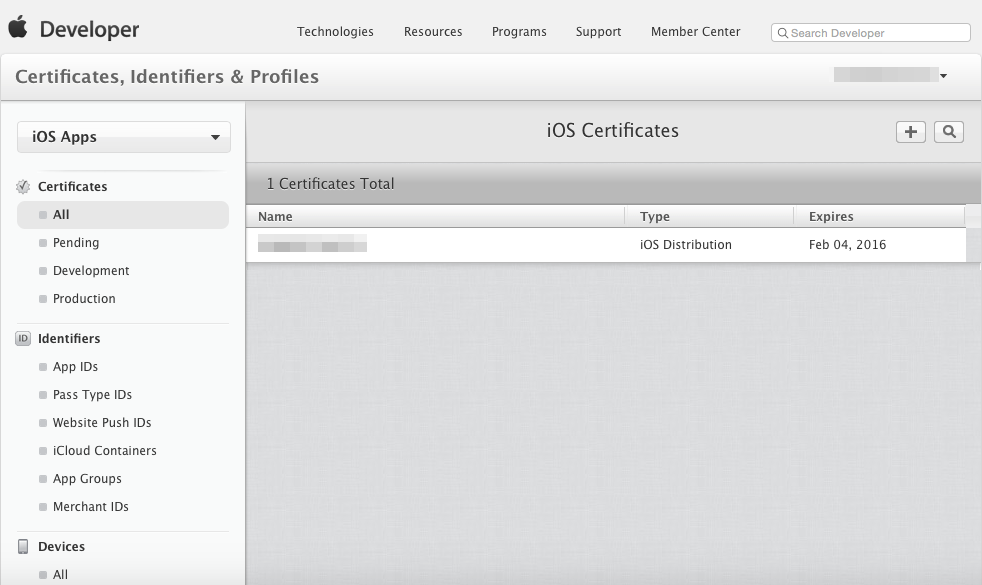 Developer
Technologies Resources Programs Support Member Center Search Developer
Certificates, Identifiers & Profiles
iOS Apps
iOS Certificates
1 Certificates Total
Name Type Expires
iOS Distribution Feb 04, 2016
Certificates
All
Pending
Development
Production
ID Identifiers
App IDs
Pass Type IDs
Website Push IDs
iCloud Containers
App Groups
Merchant IDs
Devices
All